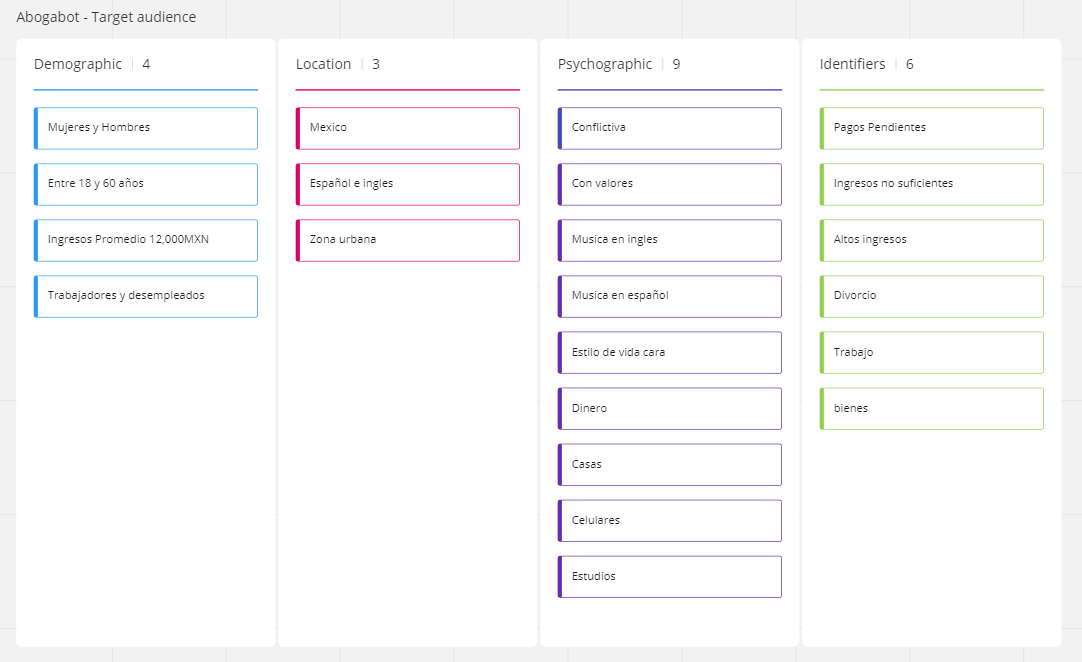 Abogabot - Target audience
Demographic | 4
Mujeres y Hombres
Entre 18 y 60 años
Ingresos Promedio 12,000MXN
Trabajadores y desempleados
Location | 3
Mexico
Español e ingles
Zona urbana
Psychographic | 9
Conflictiva
Con valores
Musica en ingles
Musica en español
Estilo de vida cara
Dinero
Casas
Celulares
Estudios
Identifiers | 6
Pagos Pendientes
Ingresos no suficientes
Altos ingresos
Divorcio
Trabajo
bienes